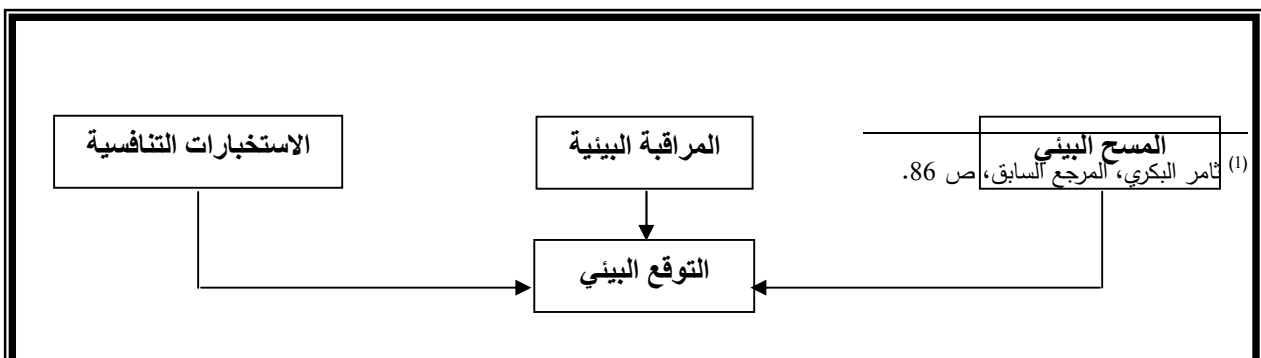 المسح البيئي
المراقبة البيئية
الاستخبارات التنافسية
(1) ثامر البكري، المرجع السابق، ص 86.
التوقع البيئي